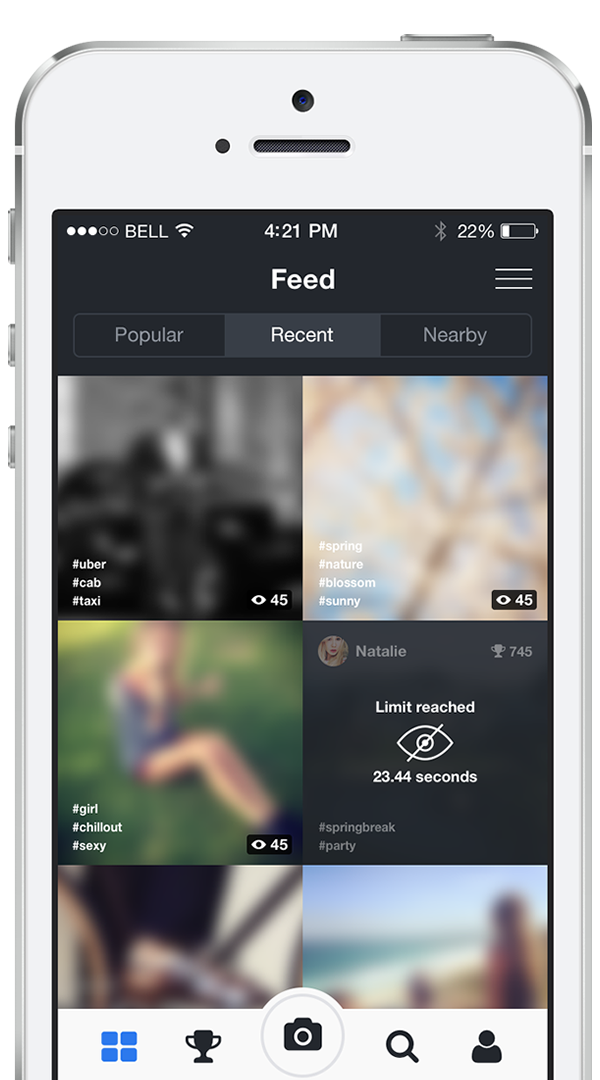 BELL 4:21 PM 22%
Feed
Popular Recent Nearby
#uber
#cab
#taxi
45
#spring
#nature
#blossom
#sunny
45
#girl
#chillout
#sexy
45
Natalie 745
Limit reached
23.44 seconds
#springbreak
#party